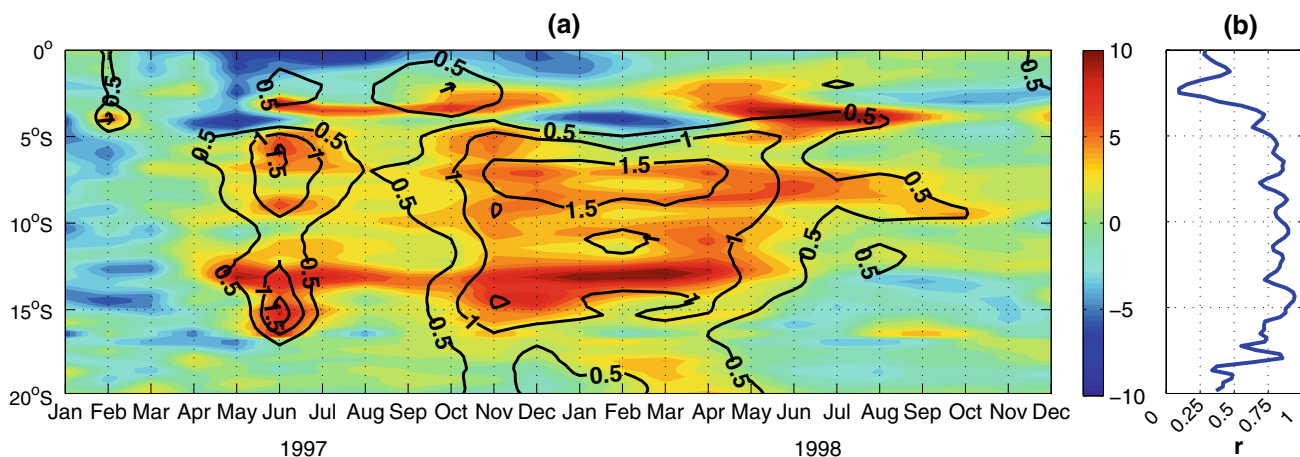 (a) (b)
0°
5°S
10°S
15°S
20°S
0.5 0.5 0.5 0.5 0.5
1 0.5 0.5 0.5 1
0.5 1 1.5 1 1.5
0.5 1.5 0.5
0.5 1 0.5 1 0.5
1.5 1
0.5 0.5 0.5
10
5
0
−5
−10
Jan Feb Mar Apr May Jun Jul Aug Sep Oct Nov Dec Jan Feb Mar Apr May Jun Jul Aug Sep Oct Nov Dec
0 0.25 0.5 0.75 1
1997 1998
r